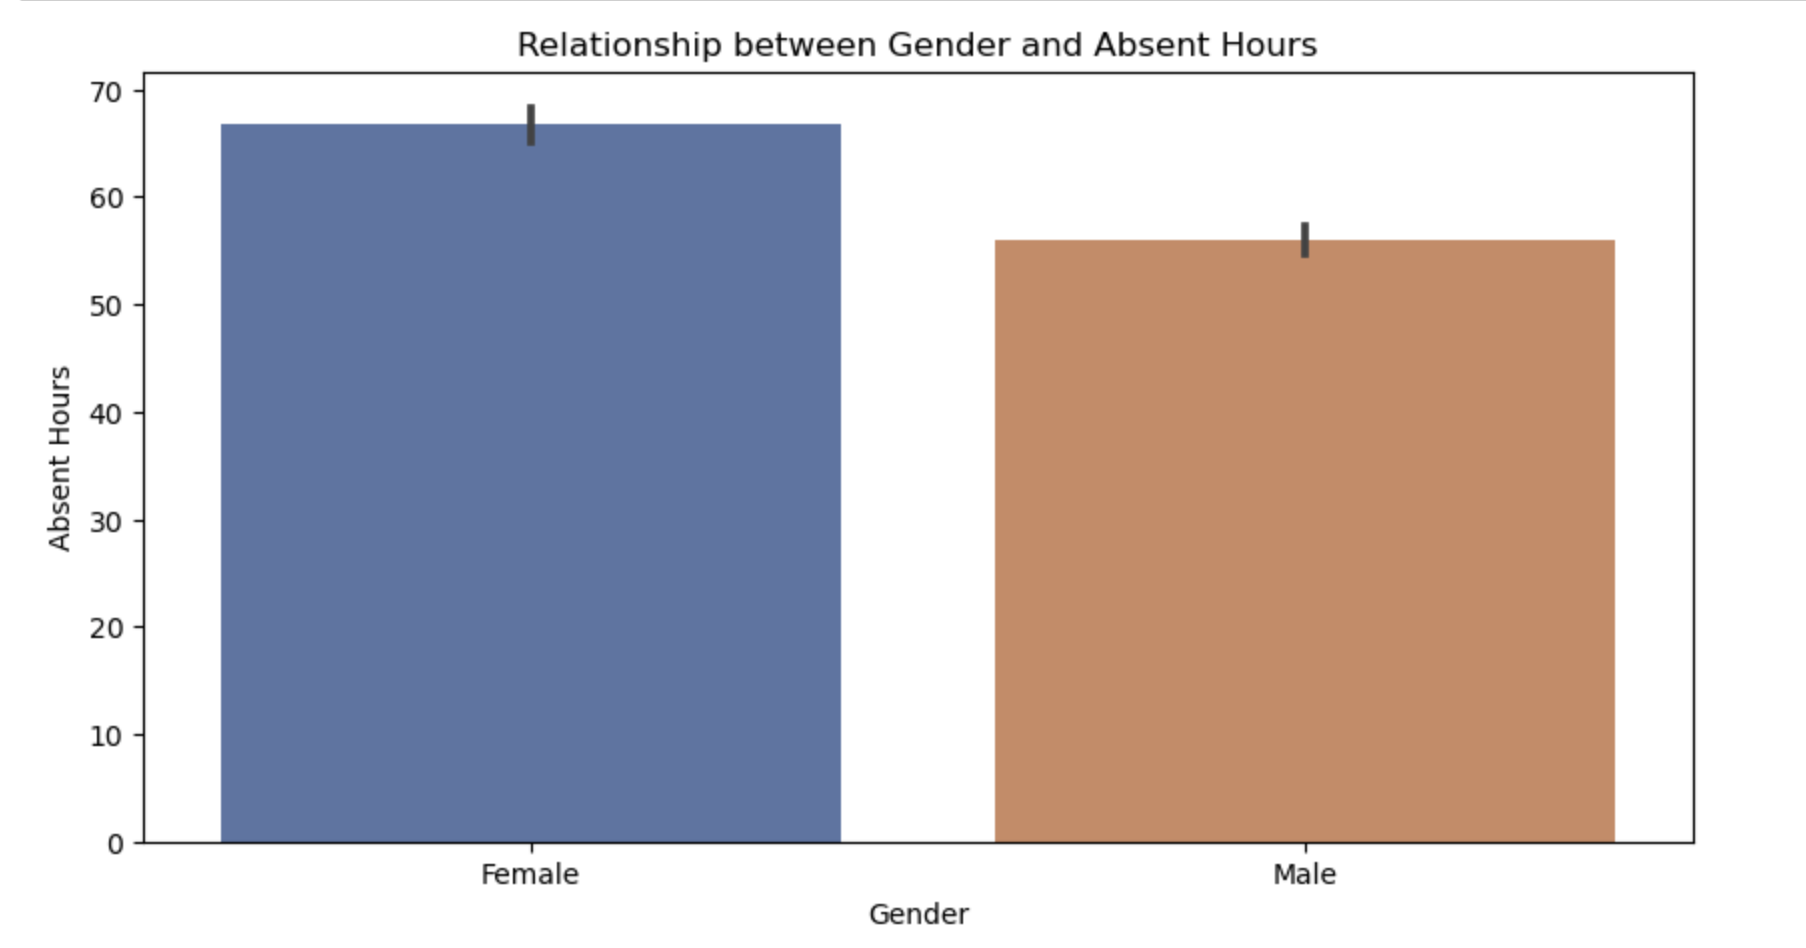 Relationship between Gender and Absent Hours
70
60
50
40
30
20
10
0
Absent Hours
Female
Male
Gender